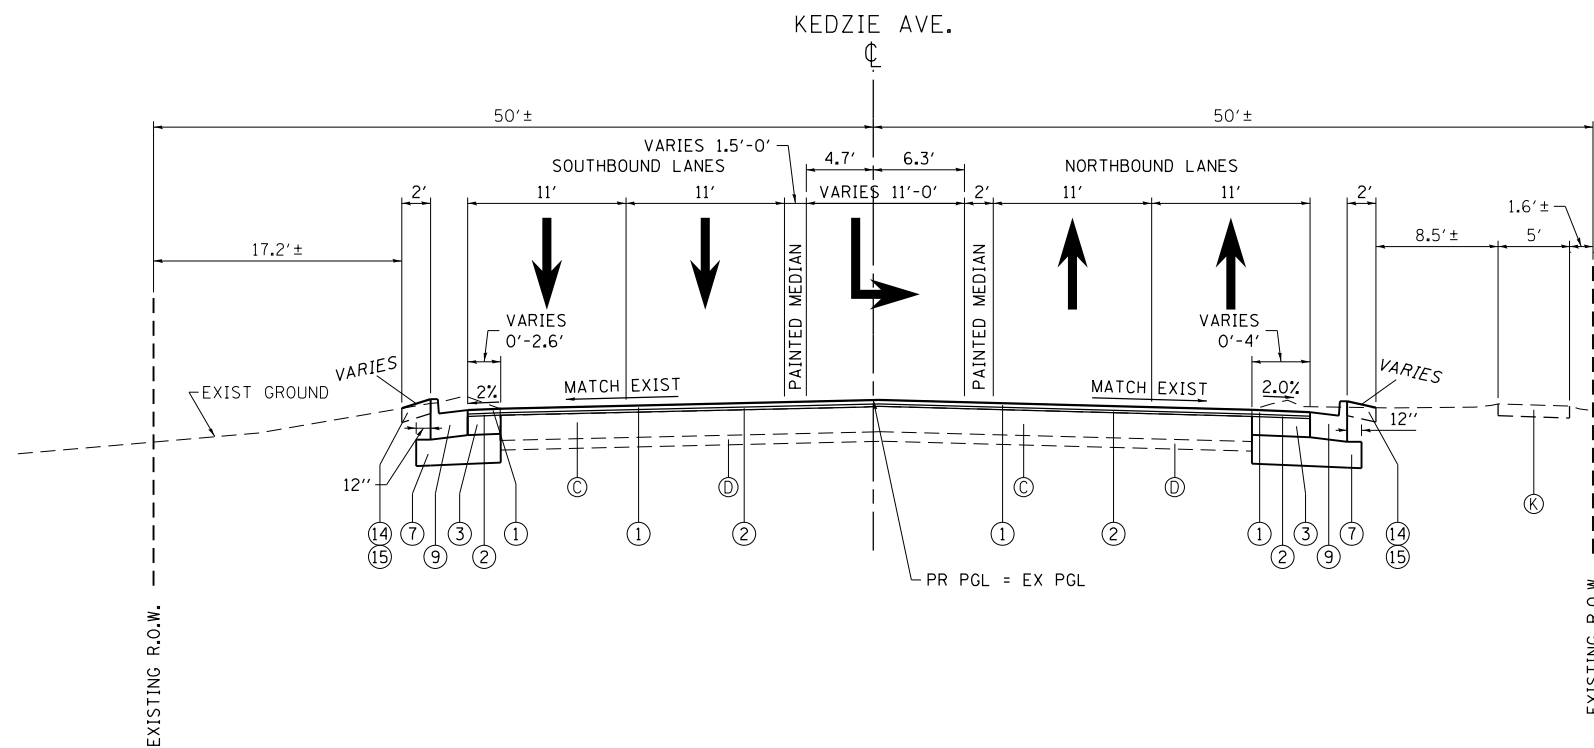 KEDZIE AVE.
℄
50'± 50'±
VARIES 1.5'-0'
SOUTHBOUND LANES 4.7' 6.3' NORTHBOUND LANES
2' 11' 11' VARIES 11'-0' 2' 11' 11' 2' 1.6'±
17.2'± 8.5'± 5'
PAINTED MEDIAN
PAINTED MEDIAN
VARIES
0'-2.6'
VARIES
0'-4'
VARIES VARIES
EXIST GROUND 2% MATCH EXIST MATCH EXIST 2.0%
12" 12"
C D C D K
14 7 3 1 1 2 1 2 1 3 7 14
15 9 2 2 9 15
PR PGL = EX PGL
EXISTING R.O.W.
EXISTING R.O.W.